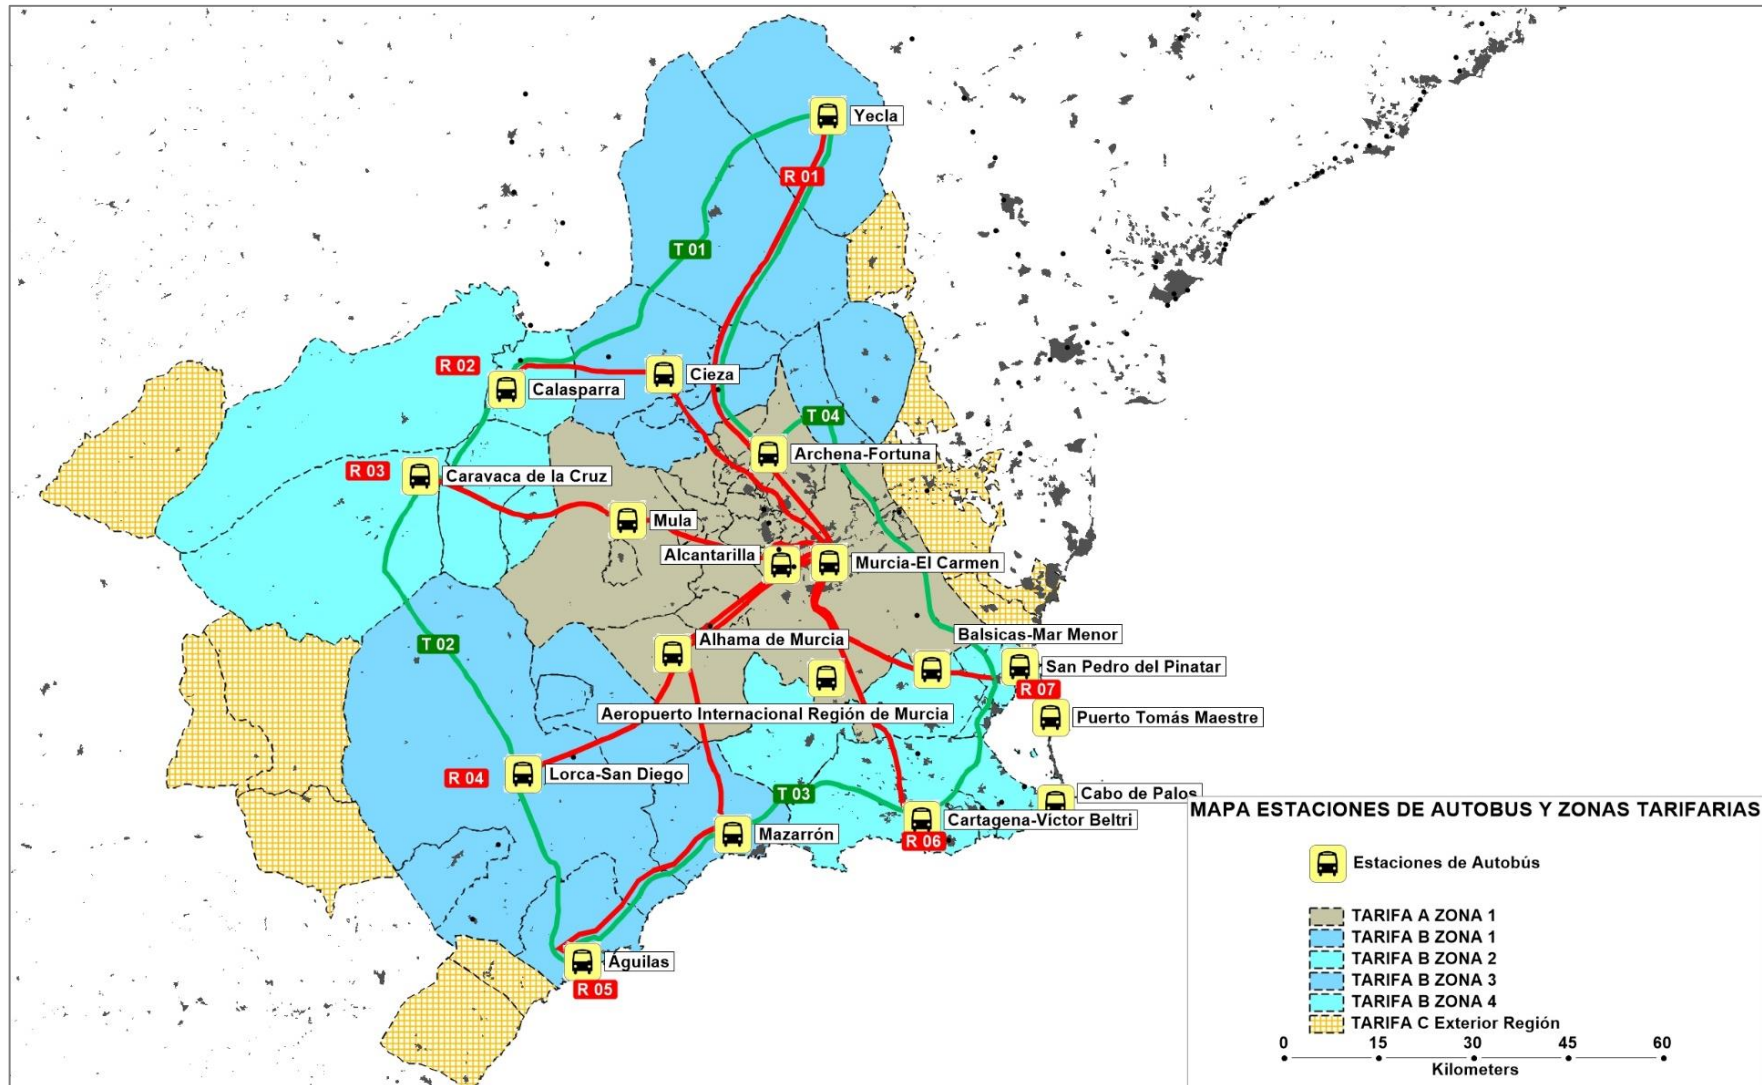 Yecla
R 01
T 01
R 02
Cieza
Calasparra
T 04
Archena-Fortuna
R 03
Caravaca de la Cruz
Mula
Alcantarilla
Murcia-El Carmen
T 02
Alhama de Murcia
Balsicas-Mar Menor
San Pedro del Pinatar
R 07
Aeropuerto Internacional Región de Murcia
Puerto Tomás Maestre
R 04
Lorca-San Diego
T 03
Cabo de Palos
Cartagena-Victor Beltri
Mazarrón
R 06
Águilas
R 05
MAPA ESTACIONES DE AUTOBUS Y ZONAS TARIFARIAS
Estaciones de Autobús
TARIFA A ZONA 1
TARIFA B ZONA 1
TARIFA B ZONA 2
TARIFA B ZONA 3
TARIFA B ZONA 4
TARIFA C Exterior Región
0 15 30 45 60
Kilometers